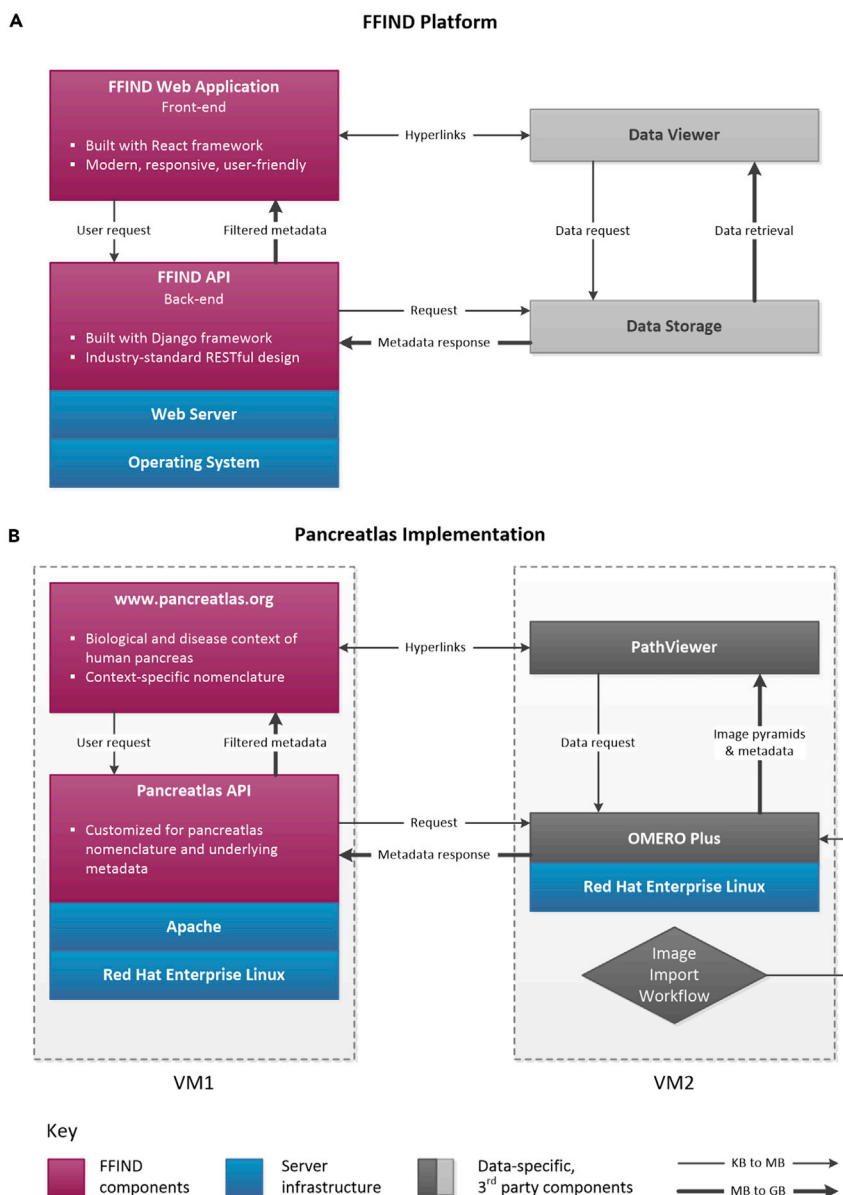 A
FFIND Platform
FFIND Web Application
Front-end
▪ Built with React framework
▪ Modern, responsive, user-friendly
Hyperlinks
Data Viewer
User request
Filtered metadata
Data request
Data retrieval
FFIND API
Back-end
▪ Built with Django framework
▪ Industry-standard RESTful design
Request
Metadata response
Data Storage
Web Server
Operating System
B
Pancreatlas Implementation
www.pancreatlas.org
▪ Biological and disease context of
human pancreas
▪ Context-specific nomenclature
Hyperlinks
PathViewer
User request
Filtered metadata
Data request
Image pyramids
& metadata
Pancreatlas API
▪ Customized for pancreatlas
nomenclature and underlying
metadata
Request
Metadata response
OMERO Plus
Red Hat Enterprise Linux
Apache
Red Hat Enterprise Linux
Image
Import
Workflow
VM1
VM2
Key
FFIND
components
Server
infrastructure
Data-specific,
3rd party components
KB to MB
MB to GB